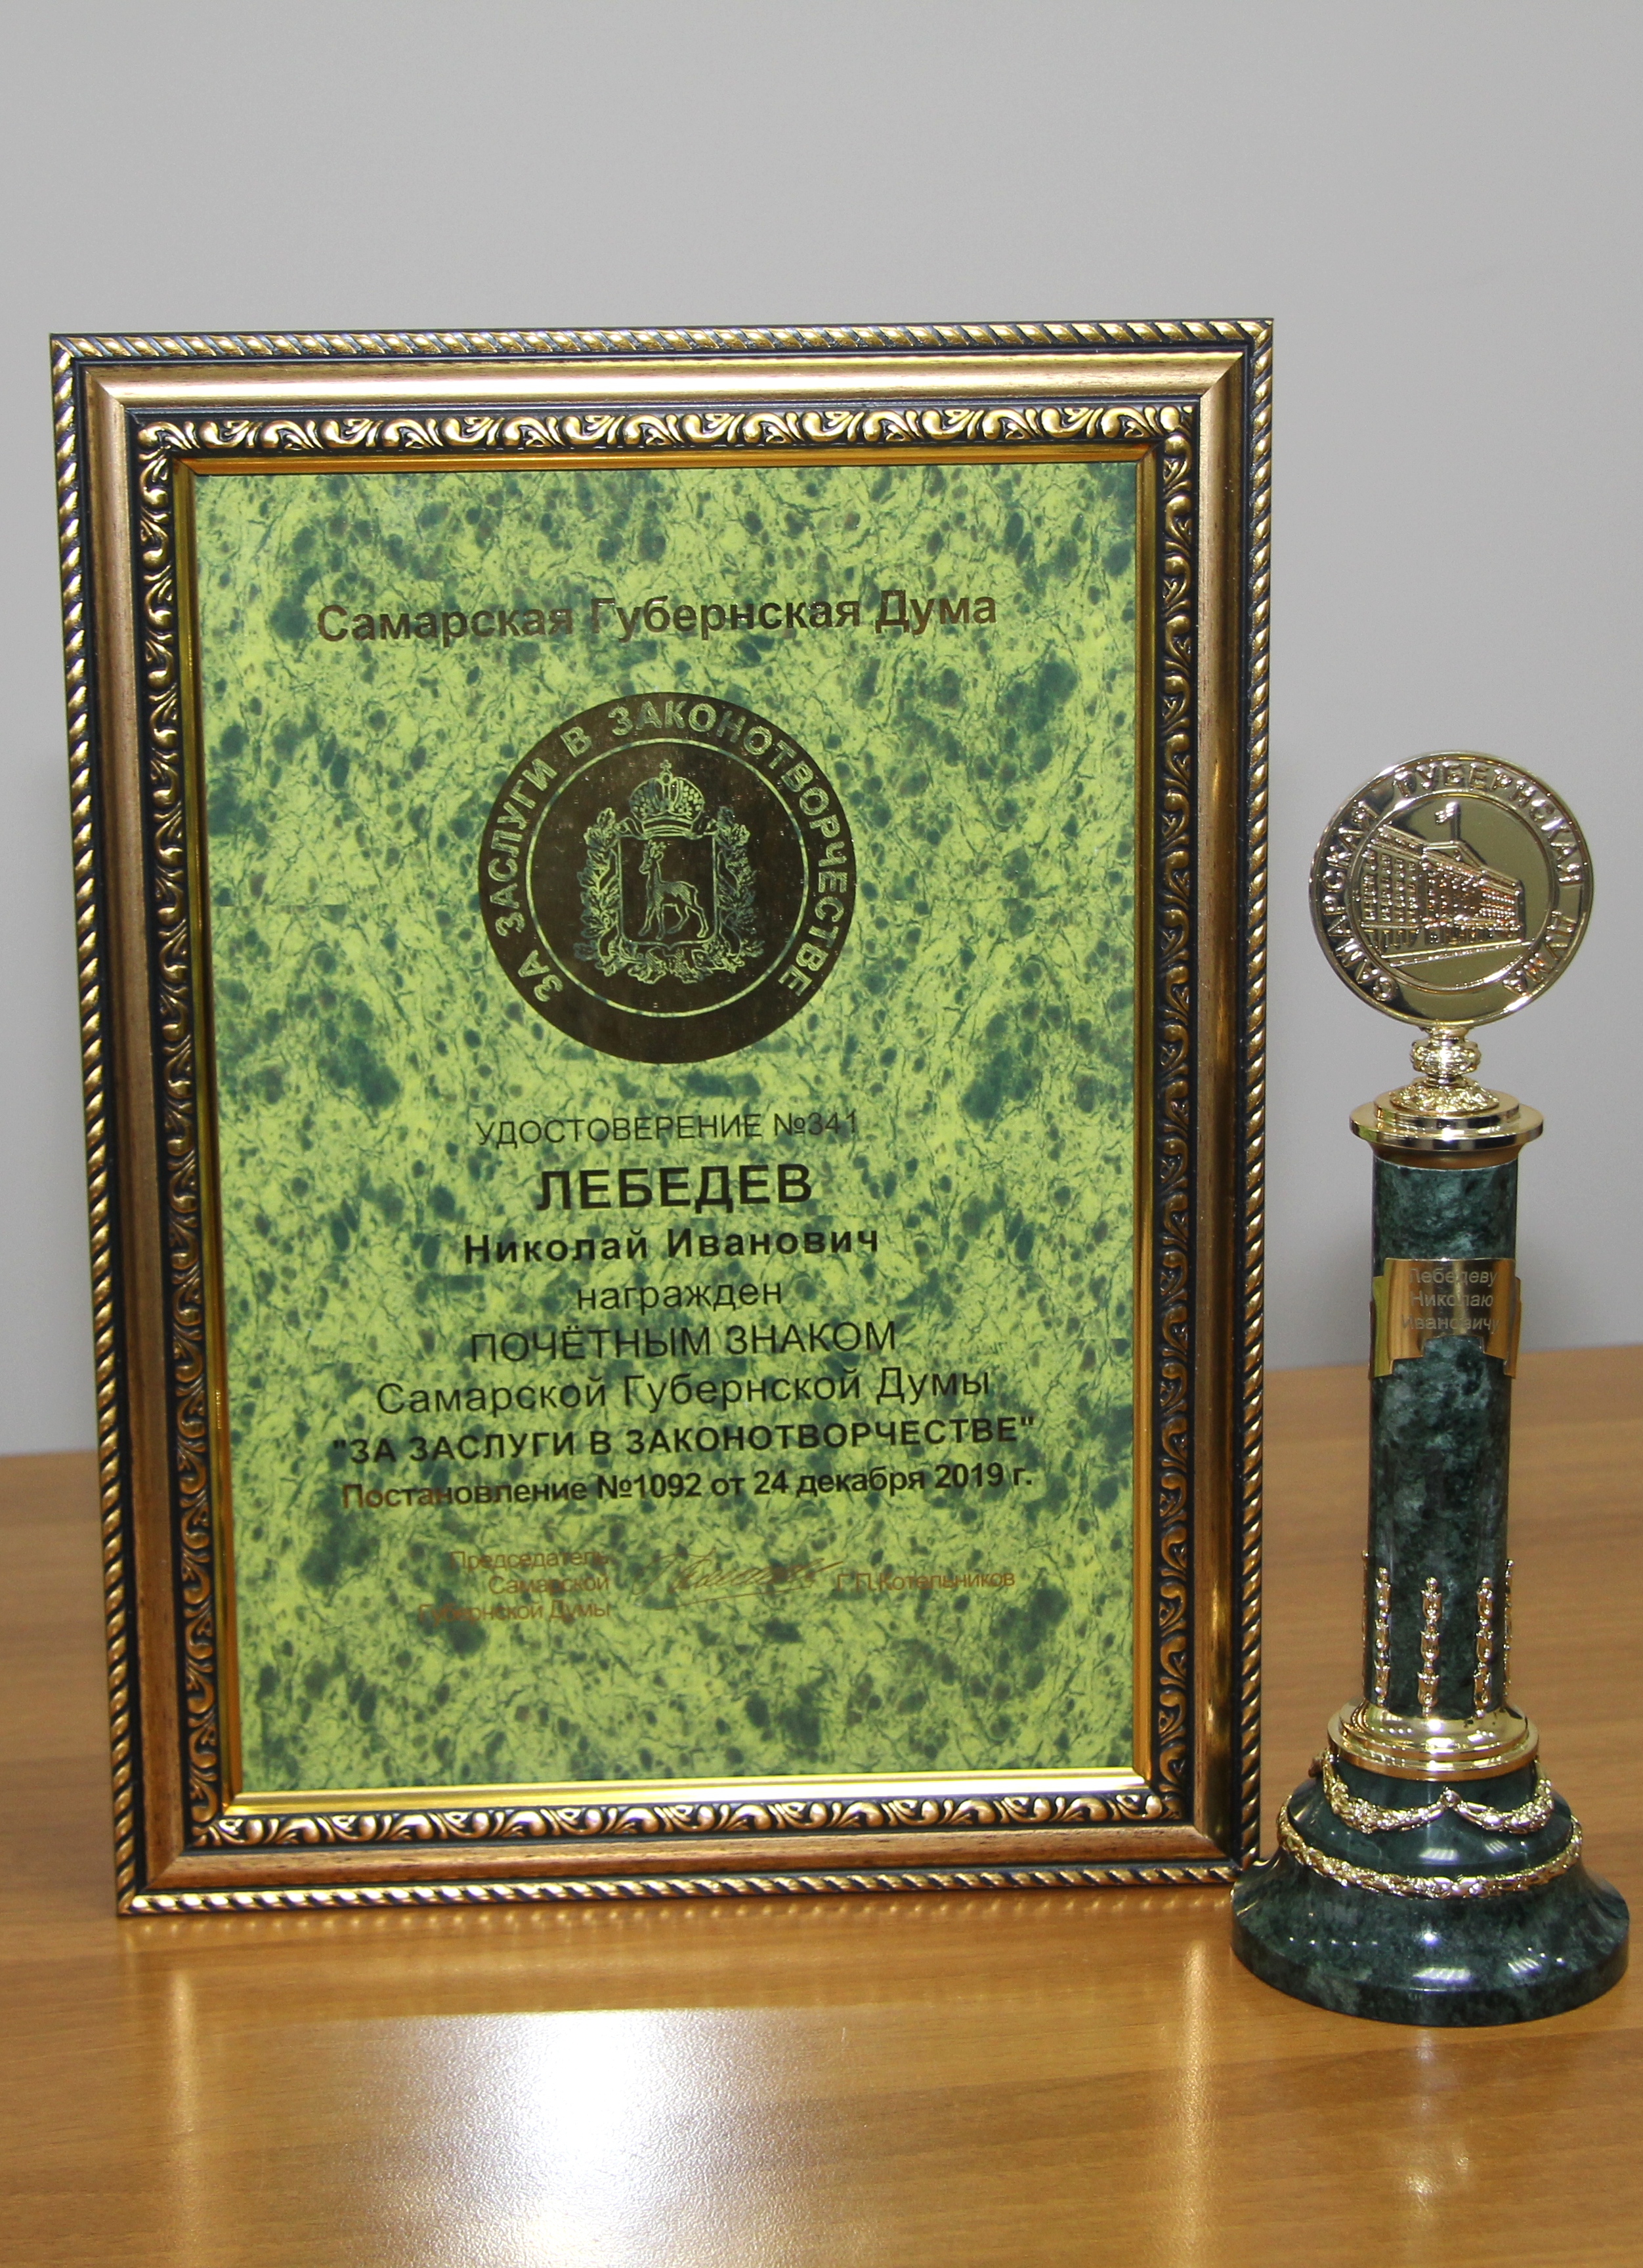 Самарская Губернская Дума
ЗА ЗАСЛУГИ В ЗАКОНОТВОРЧЕСТВЕ
УДОСТОВЕРЕНИЕ №341
ЛЕБЕДЕВ
Николай Иванович
награжден
ПОЧЁТНЫМ ЗНАКОМ
Самарской Губернской Думы
"ЗА ЗАСЛУГИ В ЗАКОНОТВОРЧЕСТВЕ"
Постановление №1092 от 24 декабря 2019 г.
Председатель
Самарской
Губернской Думы
Г.П.Котельников
САМАРСКАЯ ГУБЕРНСКАЯ ДУМА
Лебедеву
Николаю
Ивановичу